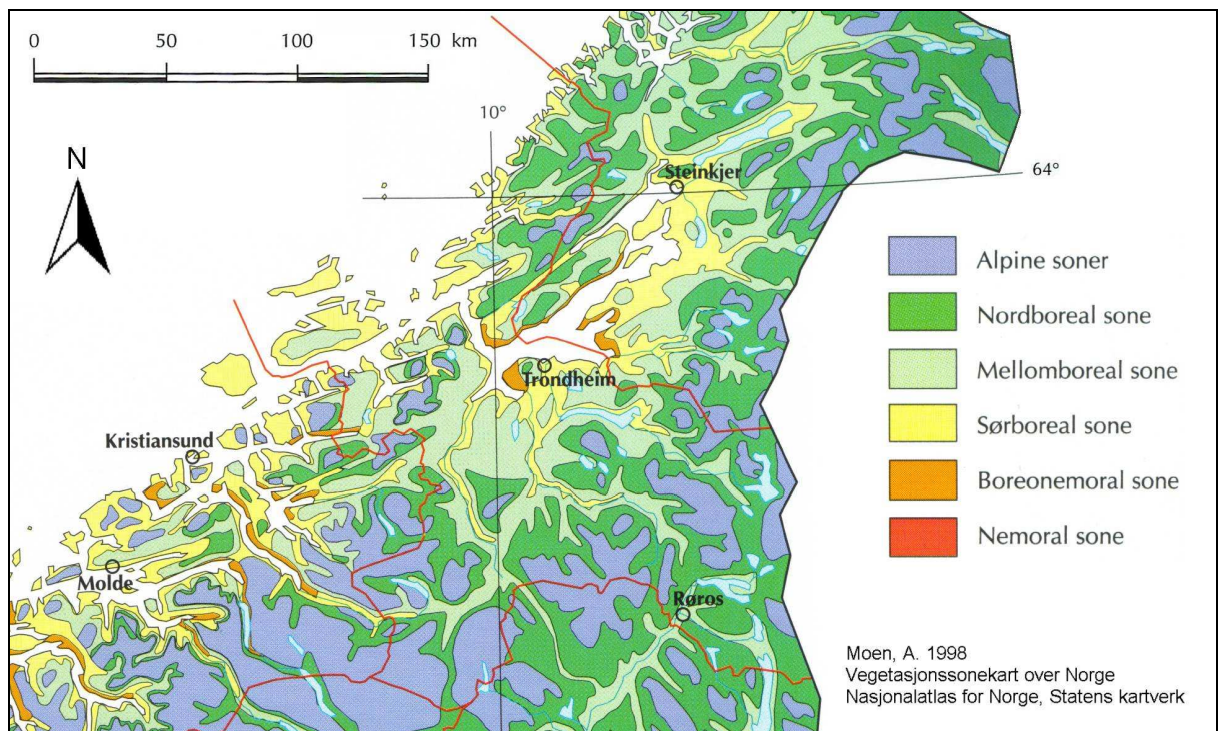 0 50 100 150 km
N
10°
64°
Steinkjer
Trondheim
Kristiansund
Molde
Røros
Alpine soner
Nordboreal sone
Mellomboreal sone
Sørboreal sone
Boreonemoral sone
Nemoral sone
Moen, A. 1998
Vegetasjonssonekart over Norge
Nasjonalatlas for Norge, Statens kartverk